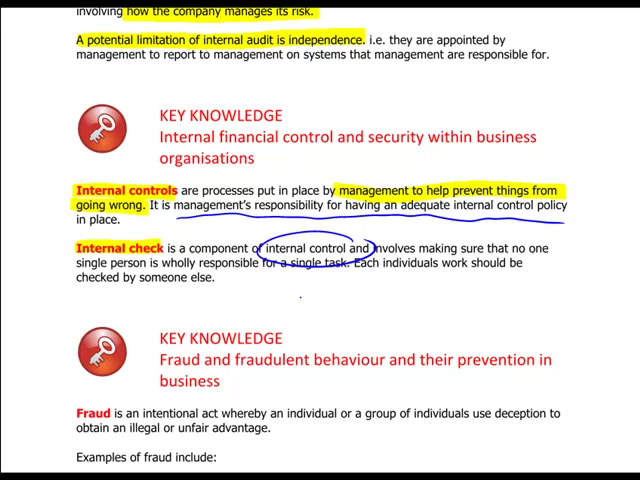 involving how the company manages its risk.
A potential limitation of internal audit is independence. i.e. they are appointed by
management to report to management on systems that management are responsible for.
KEY KNOWLEDGE
Internal financial control and security within business
organisations
Internal controls are processes put in place by management to help prevent things from
going wrong. It is management's responsibility for having an adequate internal control policy
in place.
Internal check is a component of internal control and involves making sure that no one
single person is wholly responsible for a single task. Each individuals work should be
checked by someone else.
KEY KNOWLEDGE
Fraud and fraudulent behaviour and their prevention in
business
Fraud is an intentional act whereby an individual or a group of individuals use deception to
obtain an illegal or unfair advantage.
Examples of fraud include: